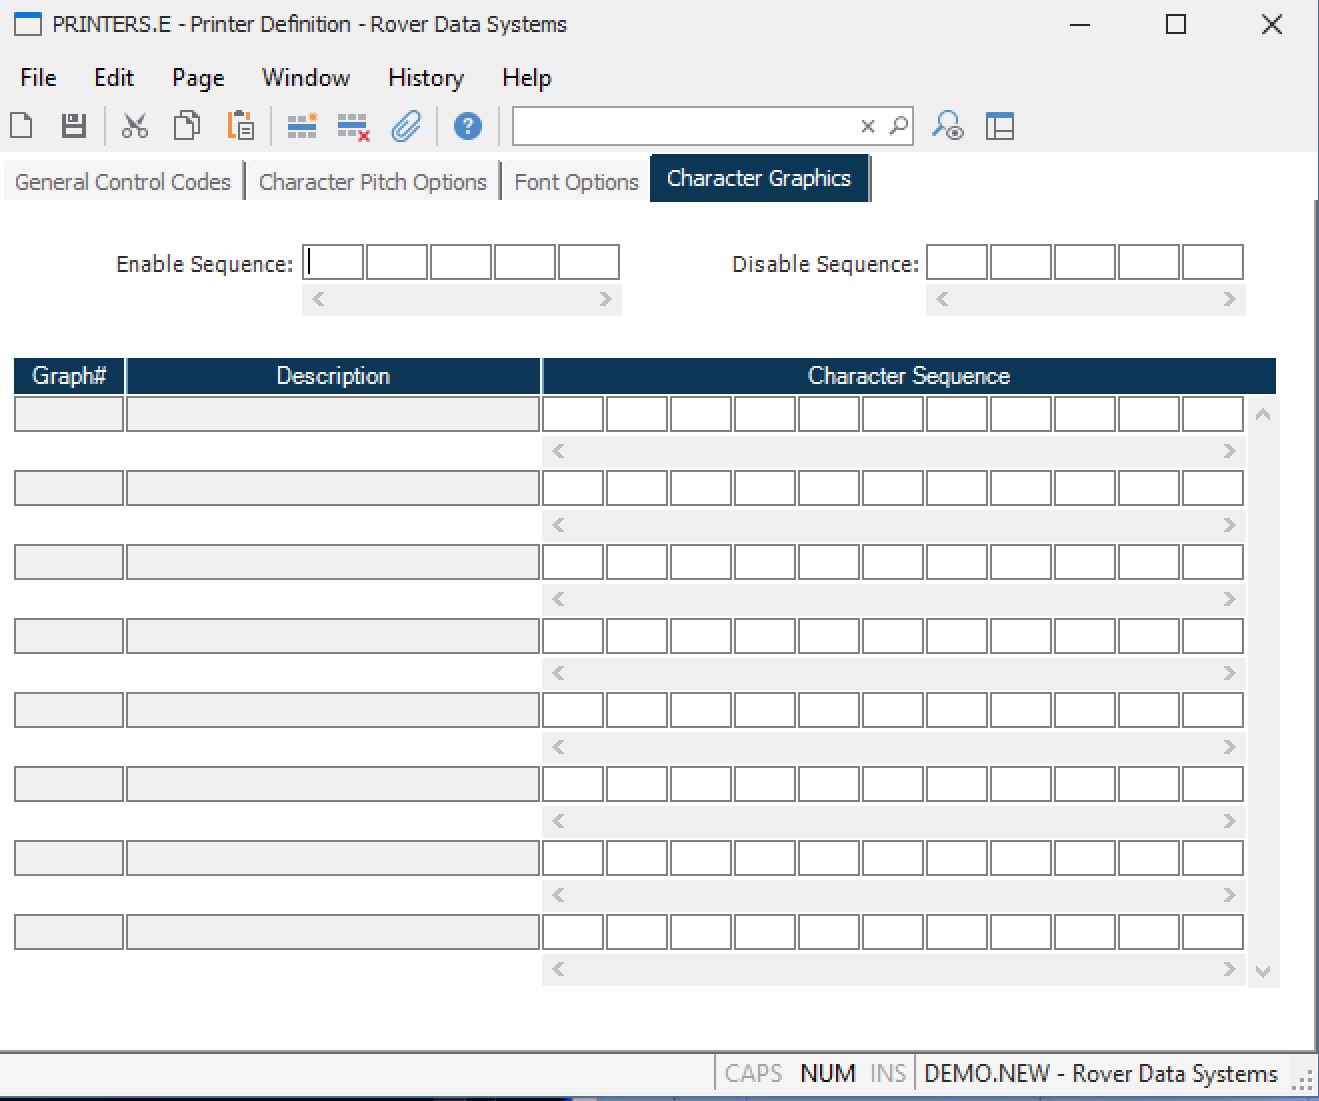 PRINTERS.E - Printer Definition - Rover Data Systems
File Edit Page Window History Help
General Control Codes Character Pitch Options Font Options Character Graphics
Enable Sequence: Disable Sequence:
Graph# Description Character Sequence
CAPS NUM INS DEMO.NEW - Rover Data Systems